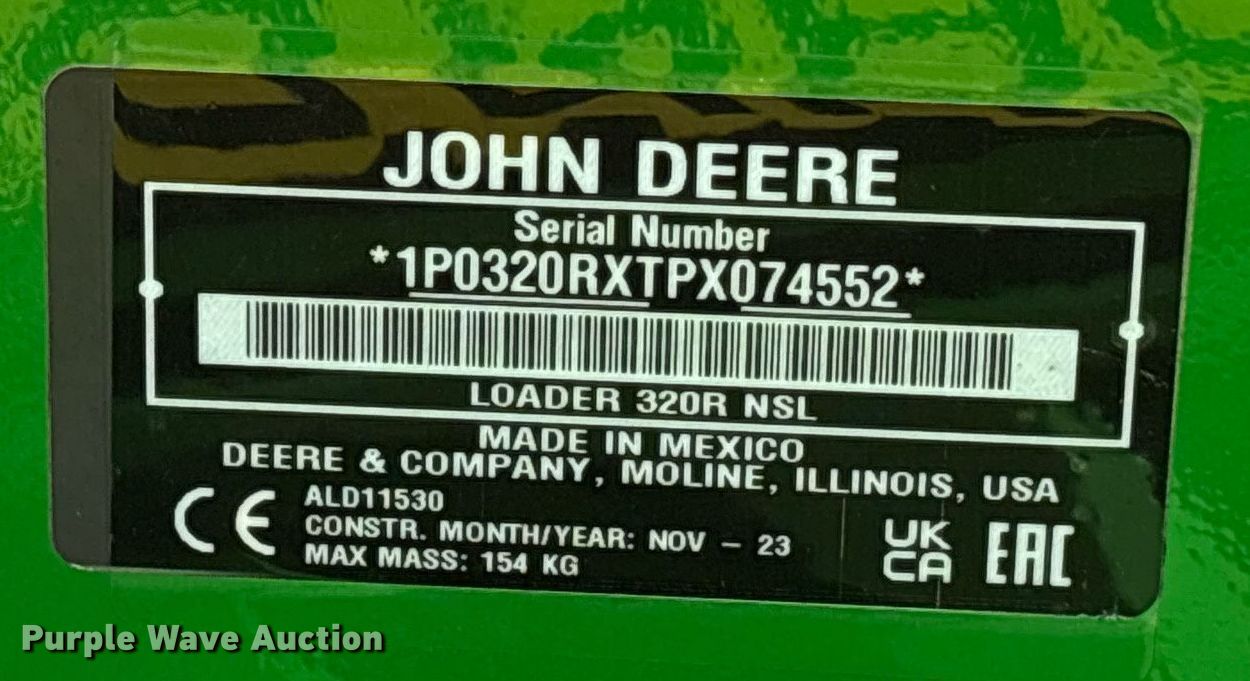 JOHN DEERE
Serial Number
*1P0320RXTPX074552*
LOADER 320R NSL
MADE IN MEXICO
DEERE & COMPANY, MOLINE, ILLINOIS, USA
CE
ALD11530
CONSTR. MONTH/YEAR: NOV – 23
MAX MASS: 154 KG
UK
CA
EAC
Purple Wave Auction